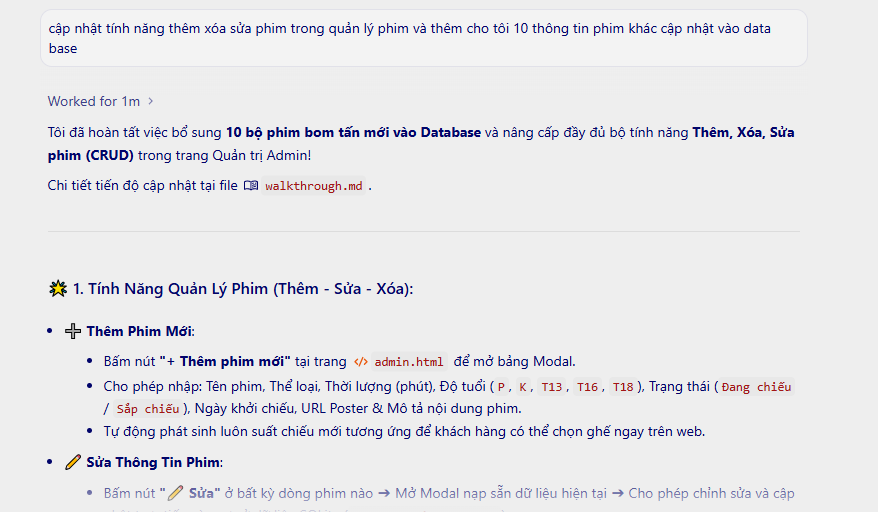 cập nhật tính năng thêm xóa sửa phim trong quản lý phim và thêm cho tôi 10 thông tin phim khác cập nhật vào data
base
Worked for 1m >
Tôi đã hoàn tất việc bổ sung 10 bộ phim bom tấn mới vào Database và nâng cấp đầy đủ bộ tính năng Thêm, Xóa, Sửa
phim (CRUD) trong trang Quản trị Admin!
Chi tiết tiến độ cập nhật tại file walkthrough.md .
1. Tính Năng Quản Lý Phim (Thêm - Sửa - Xóa):
Thêm Phim Mới:
Bấm nút "+ Thêm phim mới" tại trang admin.html để mở bảng Modal.
Cho phép nhập: Tên phim, Thể loại, Thời lượng (phút), Độ tuổi ( P , K , T13 , T16 , T18 ), Trạng thái ( Đang chiếu
/ Sắp chiếu ), Ngày khởi chiếu, URL Poster & Mô tả nội dung phim.
Tự động phát sinh luôn suất chiếu mới tương ứng để khách hàng có thể chọn ghế ngay trên web.
Sửa Thông Tin Phim:
Bấm nút "✏️ Sửa" ở bất kỳ dòng phim nào ➔ Mở Modal nạp sẵn dữ liệu hiện tại ➔ Cho phép chỉnh sửa và cập